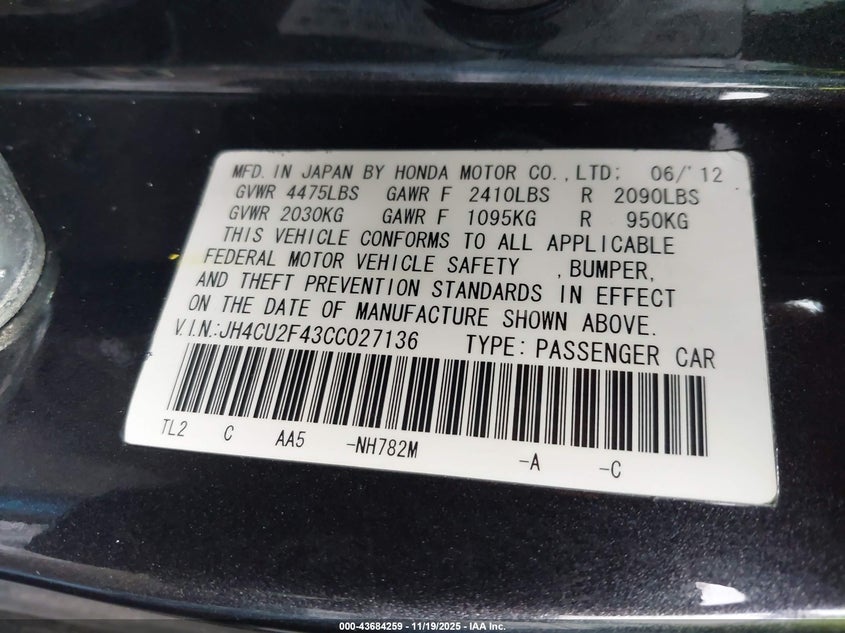 MFD. IN JAPAN BY HONDA MOTOR CO.,LTD; 06/'12
GVWR 4475LBS GAWR F 2410LBS R 2090LBS
GVWR 2030KG GAWR F 1095KG R 950KG
THIS VEHICLE CONFORMS TO ALL APPLICABLE
FEDERAL MOTOR VEHICLE SAFETY , BUMPER,
AND THEFT PREVENTION STANDARDS IN EFFECT
ON THE DATE OF MANUFACTURE SHOWN ABOVE.
V.I.N.:JH4CU2F43CC027136 TYPE: PASSENGER CAR
TL2 C AA5 -NH782M -A -C
000-43684259 - 11/19/2025 - IAA Inc.